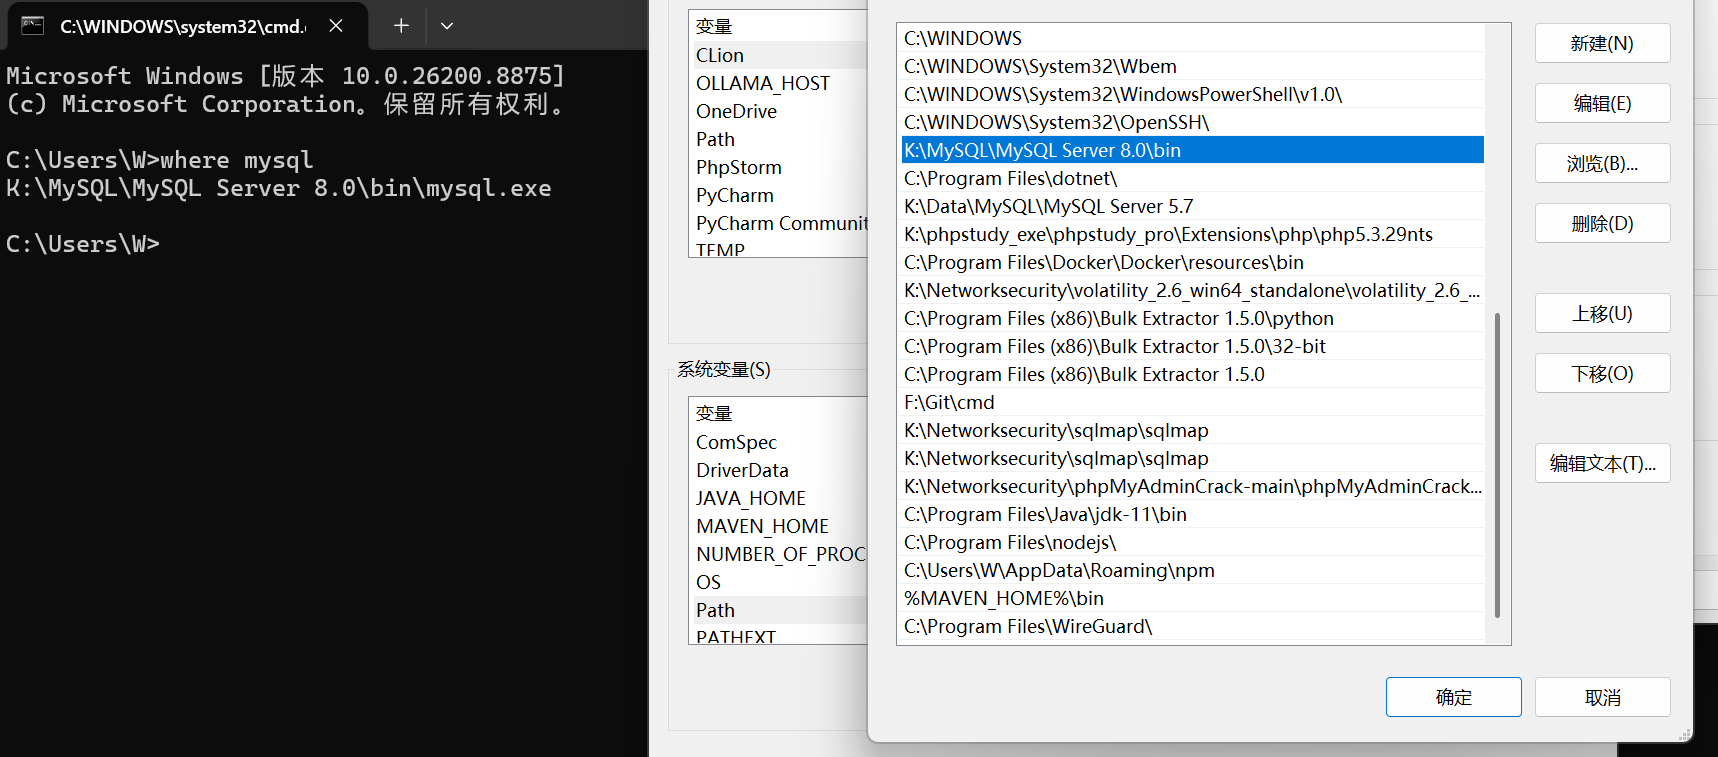 C:\WINDOWS\system32\cmd.
Microsoft Windows [版本 10.0.26200.8875]
(c) Microsoft Corporation。保留所有权利。
C:\Users\W>where mysql
K:\MySQL\MySQL Server 8.0\bin\mysql.exe
C:\Users\W>
变量
CLion
OLLAMA_HOST
OneDrive
Path
PhpStorm
PyCharm
PyCharm Communit
TEMP
系统变量(S)
变量
ComSpec
DriverData
JAVA_HOME
MAVEN_HOME
NUMBER_OF_PROC
OS
Path
PATHEXT
C:\WINDOWS
C:\WINDOWS\System32\Wbem
C:\WINDOWS\System32\WindowsPowerShell\v1.0\
C:\WINDOWS\System32\OpenSSH\
K:\MySQL\MySQL Server 8.0\bin
C:\Program Files\dotnet\
K:\Data\MySQL\MySQL Server 5.7
K:\phpstudy_exe\phpstudy_pro\Extensions\php\php5.3.29nts
C:\Program Files\Docker\Docker\resources\bin
K:\Networksecurity\volatility_2.6_win64_standalone\volatility_2.6_...
C:\Program Files (x86)\Bulk Extractor 1.5.0\python
C:\Program Files (x86)\Bulk Extractor 1.5.0\32-bit
C:\Program Files (x86)\Bulk Extractor 1.5.0
F:\Git\cmd
K:\Networksecurity\sqlmap\sqlmap
K:\Networksecurity\sqlmap\sqlmap
K:\Networksecurity\phpMyAdminCrack-main\phpMyAdminCrack...
C:\Program Files\Java\jdk-11\bin
C:\Program Files\nodejs\
C:\Users\W\AppData\Roaming\npm
%MAVEN_HOME%\bin
C:\Program Files\WireGuard\
新建(N)
编辑(E)
浏览(B)...
删除(D)
上移(U)
下移(O)
编辑文本(T)...
确定
取消